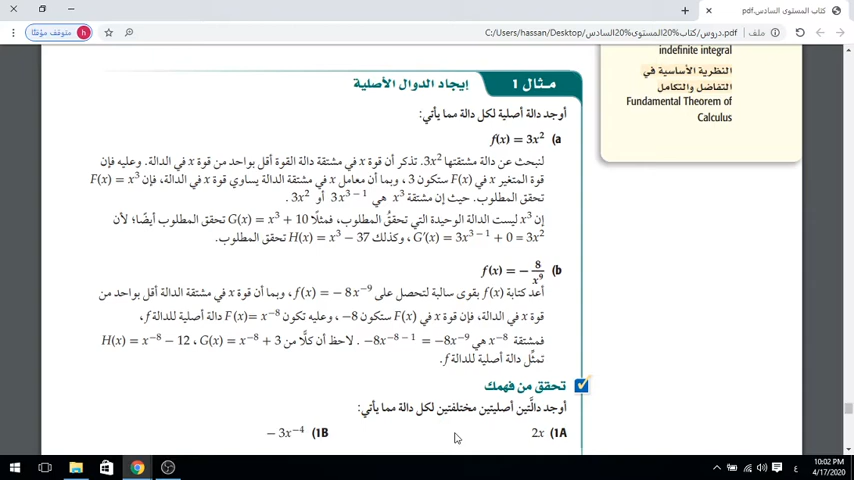 كتاب المستوى السادس.pdf
متوقف مؤقتًا
C:/Users/hassan/Desktop/دروس/كتاب%20المستوى%20السادس.pdf
ملف
indefinite integral
النظرية الأساسية في
التفاضل والتكامل
Fundamental Theorem of
Calculus
مثال 1 إيجاد الدوال الأصلية
أوجد دالة أصلية لكل دالة مما يأتي:
(a f(x) = 3x²
لنبحث عن دالة مشتقتها 3x². تذكر أن قوة x في مشتقة دالة القوة أقل بواحد من قوة x في الدالة. وعليه فإن
قوة المتغير x في F(x) ستكون 3 ، وبما أن معامل x في مشتقة الدالة يساوي قوة x في الدالة، فإن F(x) = x³
تحقق المطلوب. حيث إن مشتقة x³ هي 3x³⁻¹ أو 3x² .
إن x³ ليست الدالة الوحيدة التي تحقق المطلوب، فمثلًا G(x) = x³ + 10 تحقق المطلوب أيضًا؛ لأن
G′(x) = 3x³⁻¹ + 0 = 3x² ، وكذلك H(x) = x³ − 37 تحقق المطلوب.
(b f(x) = − 8/x⁹
أعد كتابة f(x) بقوى سالبة لتحصل على f(x) = − 8x⁻⁹ ، وبما أن قوة x في مشتقة الدالة أقل بواحد من
قوة x في الدالة، فإن قوة x في F(x) ستكون 8− ، وعليه تكون F(x)= x⁻⁸ دالة أصلية للدالة f،
فمشتقة x⁻⁸ هي −8x⁻⁸⁻¹ = −8x⁻⁹ . لاحظ أن كلًّا من G(x) = x⁻⁸ + 3 ، H(x) = x⁻⁸ − 12
تمثّل دالة أصلية للدالة f.
تحقق من فهمك
أوجد دالَّتين أصليتين مختلفتين لكل دالة مما يأتي:
(1A 2x (1B − 3x⁻⁴
ع
10:02 PM
4/17/2020